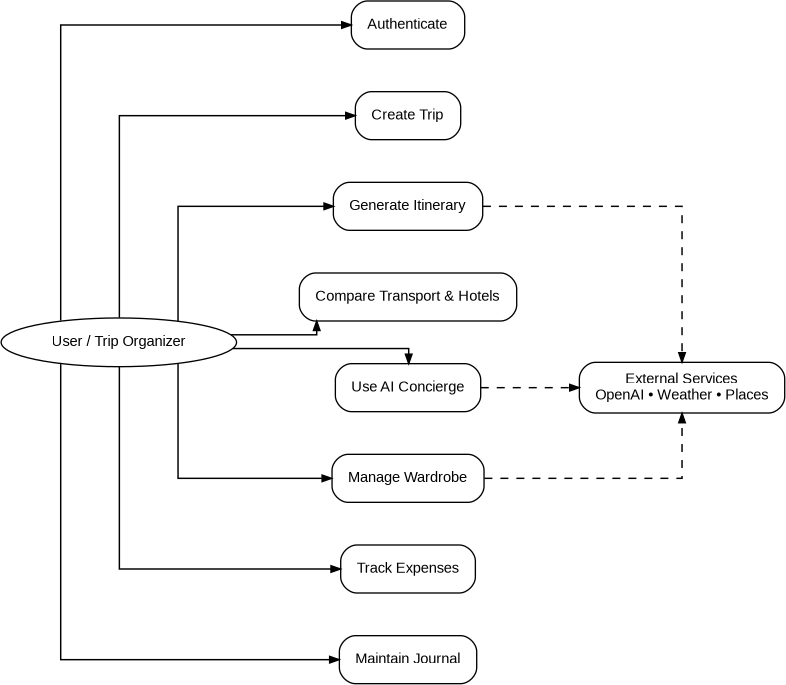 Authenticate
Create Trip
Generate Itinerary
Compare Transport & Hotels
User / Trip Organizer
Use AI Concierge
External Services
OpenAI • Weather • Places
Manage Wardrobe
Track Expenses
Maintain Journal